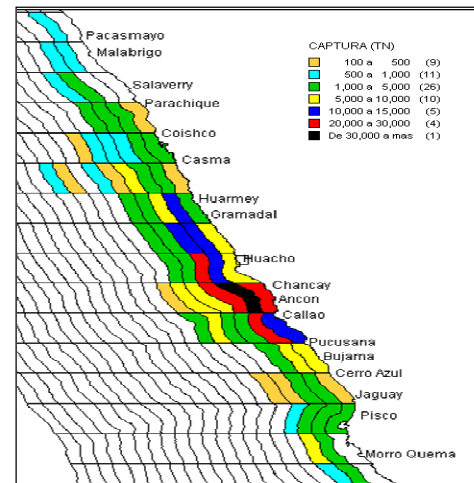 Pacasmayo
Malabrigo
CAPTURA (TN)
100 a 500 (9)
500 a 1,000 (11)
1,000 a 5,000 (26)
5,000 a 10,000 (10)
10,000 a 15,000 (5)
20,000 a 30,000 (4)
De 30,000 a mas (1)
Salaverry
Parachique
Coishco
Casma
Huarmey
Gramadal
Huacho
Chancay
Ancon
Callao
Pucusana
Bujama
Cerro Azul
Jaguay
Pisco
Morro Quema